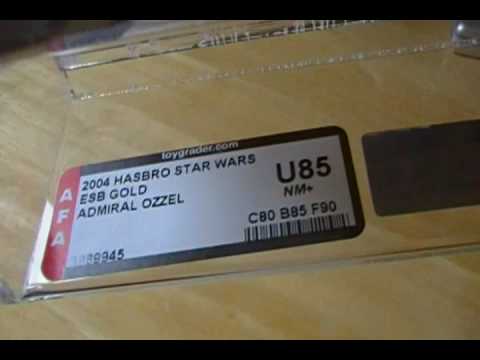 toygrader.com
AFA
2004 HASBRO STAR WARS
ESB GOLD
ADMIRAL OZZEL
U85
NM+
C80 B85 F90